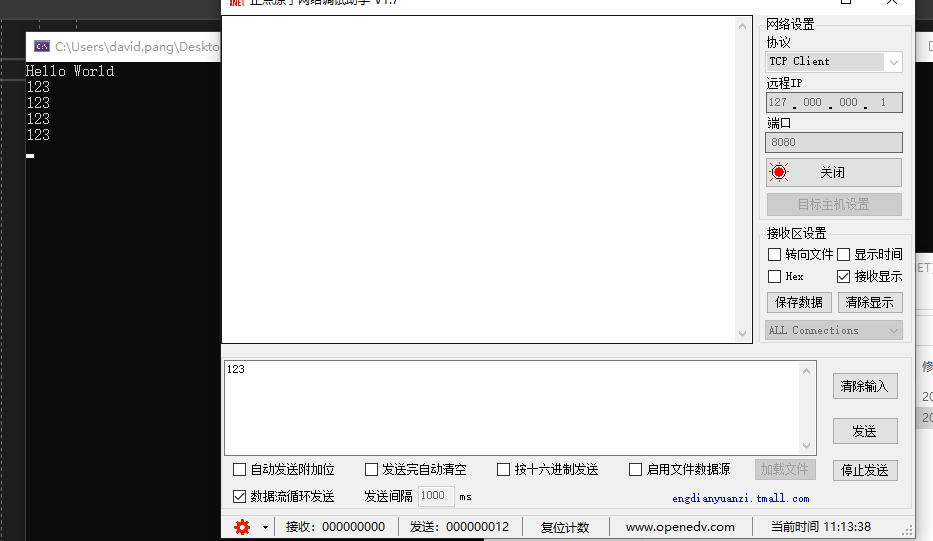 正点原子网络调试助手 V1.7
C:\Users\david.pang\Deskto
Hello World
123
123
123
123
网络设置
协议
TCP Client
远程IP
127 . 000 . 000 . 1
端口
8080
关闭
目标主机设置
接收区设置
转向文件 显示时间
Hex 接收显示
保存数据 清除显示
ALL Connections
123
清除输入
发送
停止发送
自动发送附加位 发送完自动清空 按十六进制发送 启用文件数据源 加载文件
数据流循环发送 发送间隔 1000 ms engdianyuanzi.tmall.com
接收：000000000 发送：000000012 复位计数 www.openedv.com 当前时间 11:13:38
ET
修
20
20